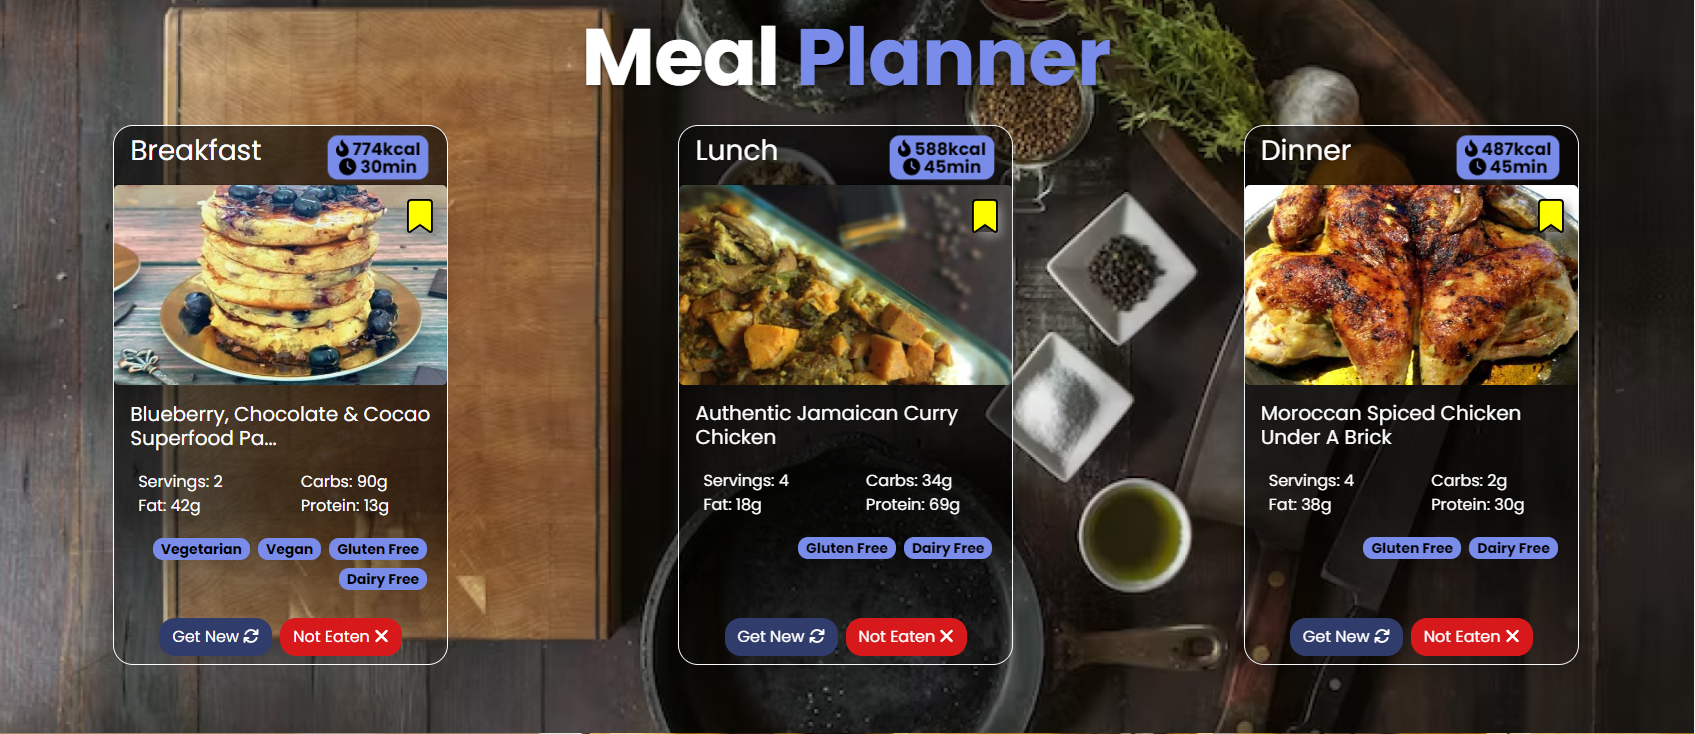 Meal Planner
Breakfast
774kcal
30min
Blueberry, Chocolate & Cocao
Superfood Pa...
Servings: 2 Carbs: 90g
Fat: 42g Protein: 13g
Vegetarian Vegan Gluten Free
Dairy Free
Get New Not Eaten
Lunch
588kcal
45min
Authentic Jamaican Curry
Chicken
Servings: 4 Carbs: 34g
Fat: 18g Protein: 69g
Gluten Free Dairy Free
Get New Not Eaten
Dinner
487kcal
45min
Moroccan Spiced Chicken
Under A Brick
Servings: 4 Carbs: 2g
Fat: 38g Protein: 30g
Gluten Free Dairy Free
Get New Not Eaten